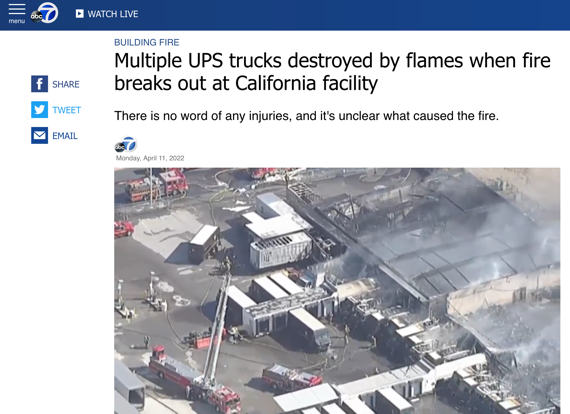 menu
abc 7
WATCH LIVE
BUILDING FIRE
Multiple UPS trucks destroyed by flames when fire
breaks out at California facility
SHARE
TWEET
EMAIL
There is no word of any injuries, and it's unclear what caused the fire.
abc 7
Monday, April 11, 2022